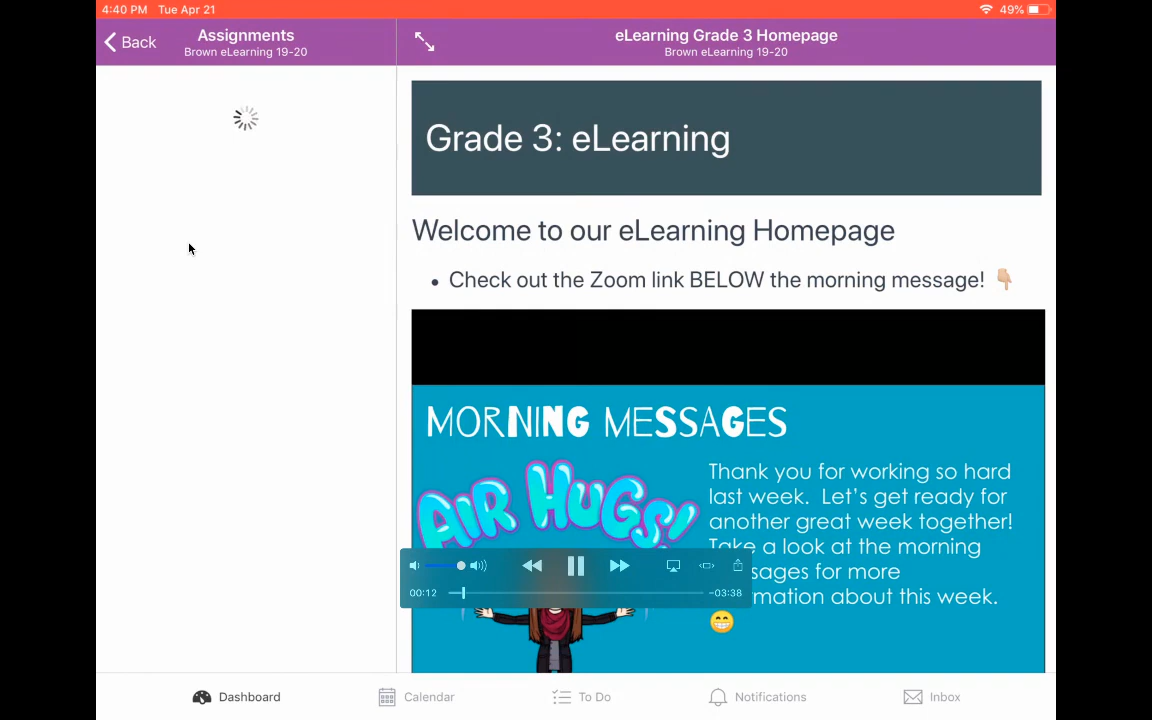 4:40 PM Tue Apr 21
49%
Back
Assignments
Brown eLearning 19-20
eLearning Grade 3 Homepage
Brown eLearning 19-20
Grade 3: eLearning
Welcome to our eLearning Homepage
• Check out the Zoom link BELOW the morning message! 👇🏼
MORNING MESSAGES
AIR HUGS!
Thank you for working so hard
last week. Let's get ready for
another great week together!
Take a look at the morning
sages for more
mation about this week.
😁
00:12
-03:38
Dashboard
Calendar
To Do
Notifications
Inbox